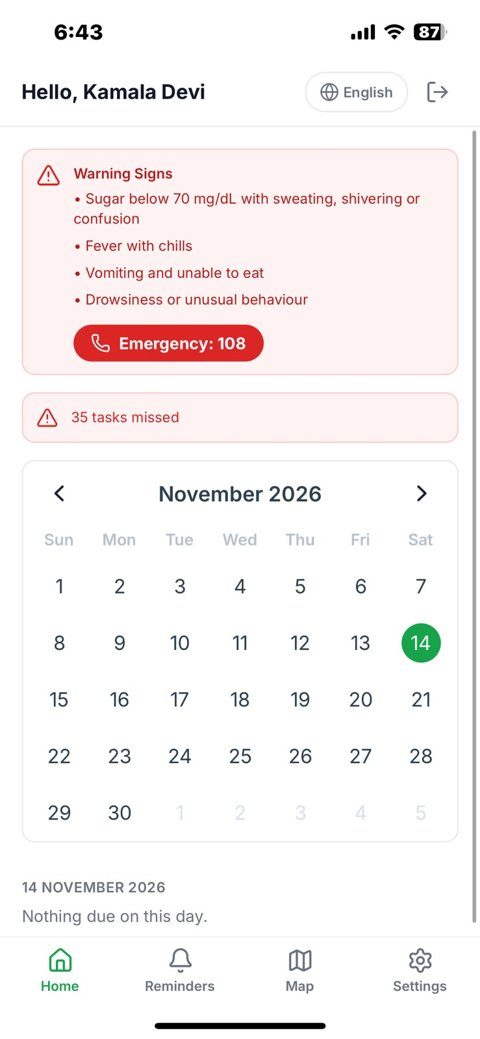 6:43
87
Hello, Kamala Devi
English
Warning Signs
• Sugar below 70 mg/dL with sweating, shivering or
confusion
• Fever with chills
• Vomiting and unable to eat
• Drowsiness or unusual behaviour
Emergency: 108
35 tasks missed
November 2026
Sun Mon Tue Wed Thu Fri Sat
1 2 3 4 5 6 7
8 9 10 11 12 13 14
15 16 17 18 19 20 21
22 23 24 25 26 27 28
29 30 1 2 3 4 5
14 NOVEMBER 2026
Nothing due on this day.
Home Reminders Map Settings